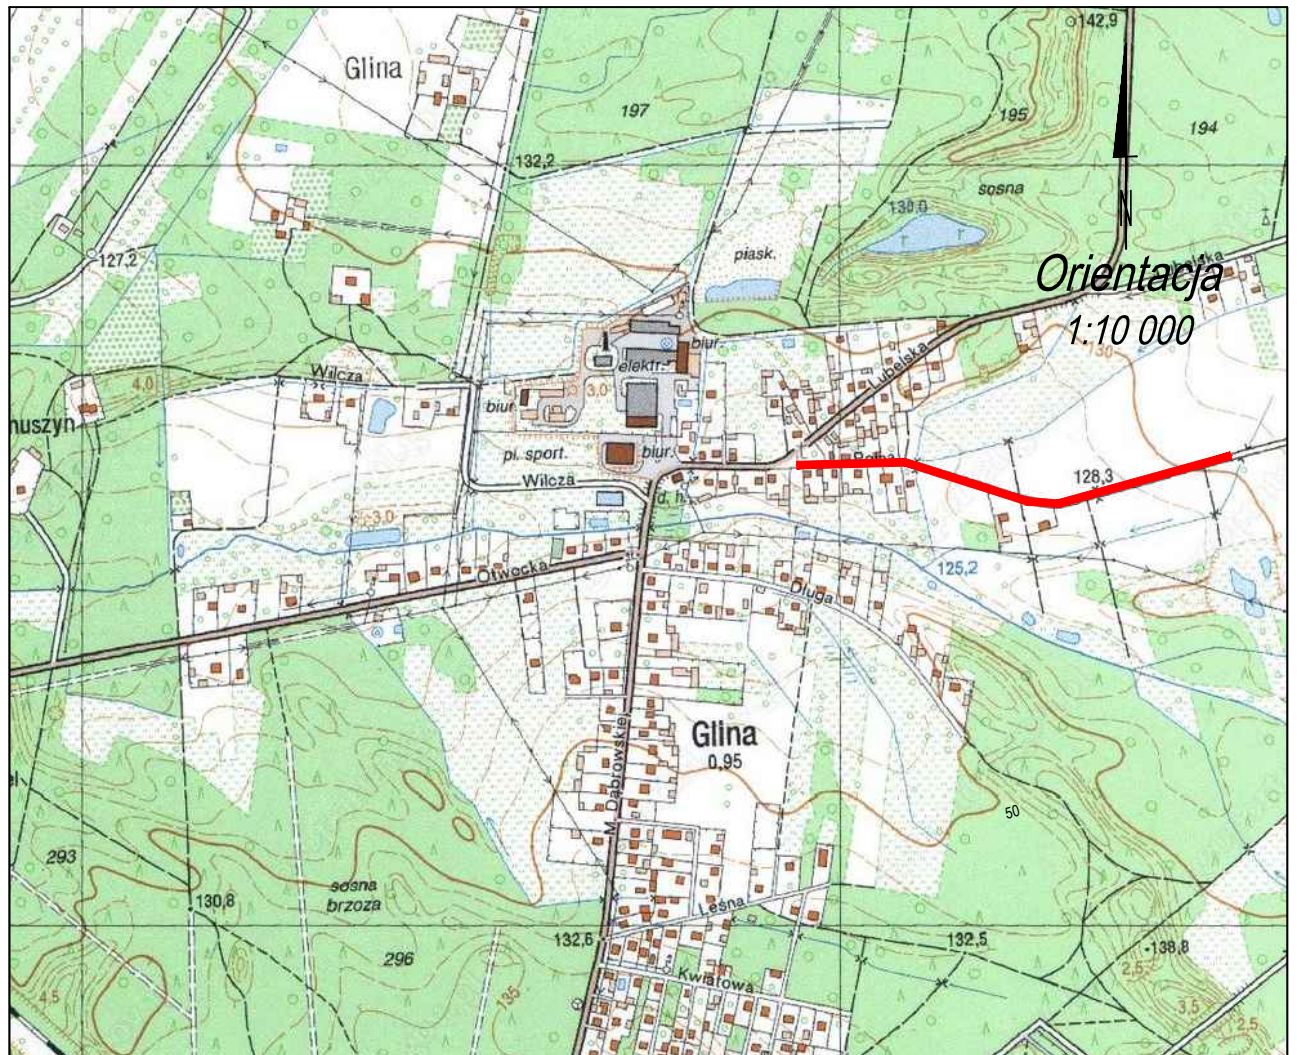 142,9
Glina
197
195
194
132,2
sosna
130,0
r
r
piask.
127,2
Orientacja
N
1:10 000
130
Lubelska
biur.
elektr.
Wilcza
4,0
3,0
biur.
nuszyn
pl. sport.
biur.
Polna
Wilcza
128,3
d. h.
3,0
125,2
Otwocka
Długa
Glina
0,95
M. Dąbrowskiej
50
el
293
sosna
brzoza
130,8
Leśna
132,6
132,5
138,8
296
Kwiatowa
2,5
135
4,5
3,5
2,5